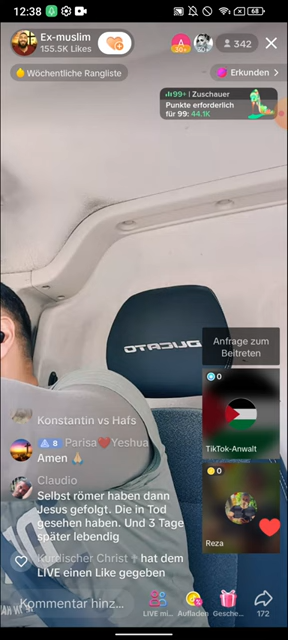 12:38
68
Ex-muslim
155.5K Likes
342
Wöchentliche Rangliste
Erkunden >
99+ | Zuschauer
Punkte erforderlich
für 99: 44.1K
DUCATO
Anfrage zum
Beitreten
0
TikTok-Anwalt
0
Reza
Konstantin vs Hafs
8 Parisa❤️Yeshua
Amen 🙏
Claudio
Selbst römer haben dann
Jesus gefolgt. Die in Tod
gesehen haben. Und 3 Tage
später lebendig
Kurdischer Christ✝️ hat dem
LIVE einen Like gegeben
Kommentar hinz...
LIVE mi...
Aufladen
Gesche...
172